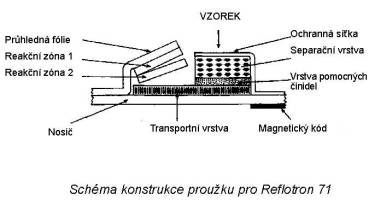 VZOREK
Průhledná fólie
Reakční zóna 1
Reakční zóna 2
Ochranná síťka
Separační vrstva
Vrstva pomocných
činidel
Nosič
Transportní vrstva
Magnetický kód
Schéma konstrukce proužku pro Reflotron 71